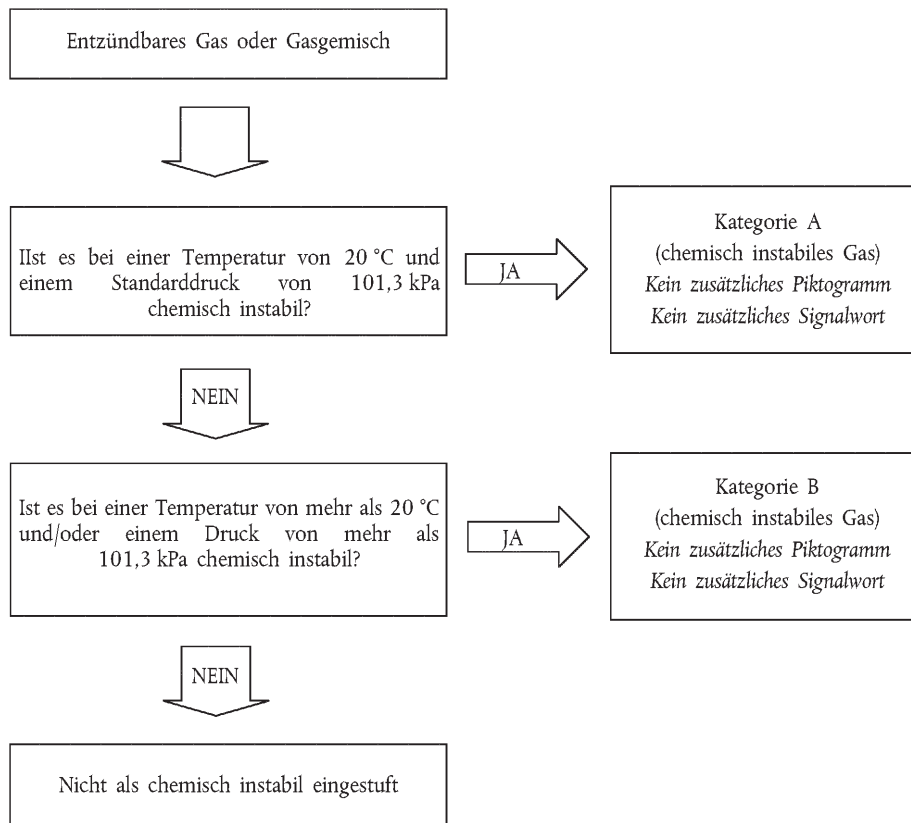 Entzündbares Gas oder Gasgemisch
IIst es bei einer Temperatur von 20 °C und
einem Standarddruck von 101,3 kPa
chemisch instabil?
JA
Kategorie A
(chemisch instabiles Gas)
Kein zusätzliches Piktogramm
Kein zusätzliches Signalwort
NEIN
Ist es bei einer Temperatur von mehr als 20 °C
und/oder einem Druck von mehr als
101,3 kPa chemisch instabil?
JA
Kategorie B
(chemisch instabiles Gas)
Kein zusätzliches Piktogramm
Kein zusätzliches Signalwort
NEIN
Nicht als chemisch instabil eingestuft